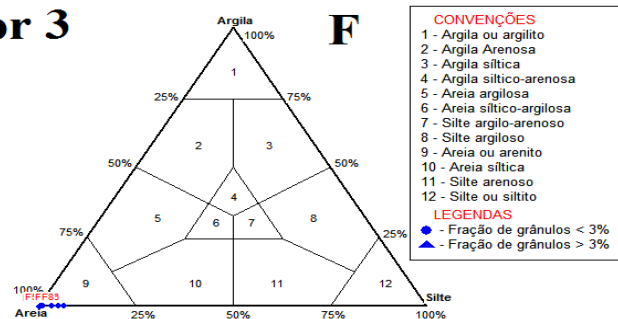 or 3
F
Argila
100%
1
25%
75%
2
3
50%
50%
4
5
6
7
8
75%
25%
9
10
11
12
100%
Areia
25%
50%
75%
100%
Silte
CONVENÇÕES
1 - Argila ou argilito
2 - Argila Arenosa
3 - Argila síltica
4 - Argila siltico-arenosa
5 - Areia argilosa
6 - Areia síltico-argilosa
7 - Silte argilo-arenoso
8 - Silte argiloso
9 - Areia ou arenito
10 - Areia síltica
11 - Silte arenoso
12 - Silte ou siltito
LEGENDAS
- Fração de grânulos < 3%
- Fração de grânulos > 3%